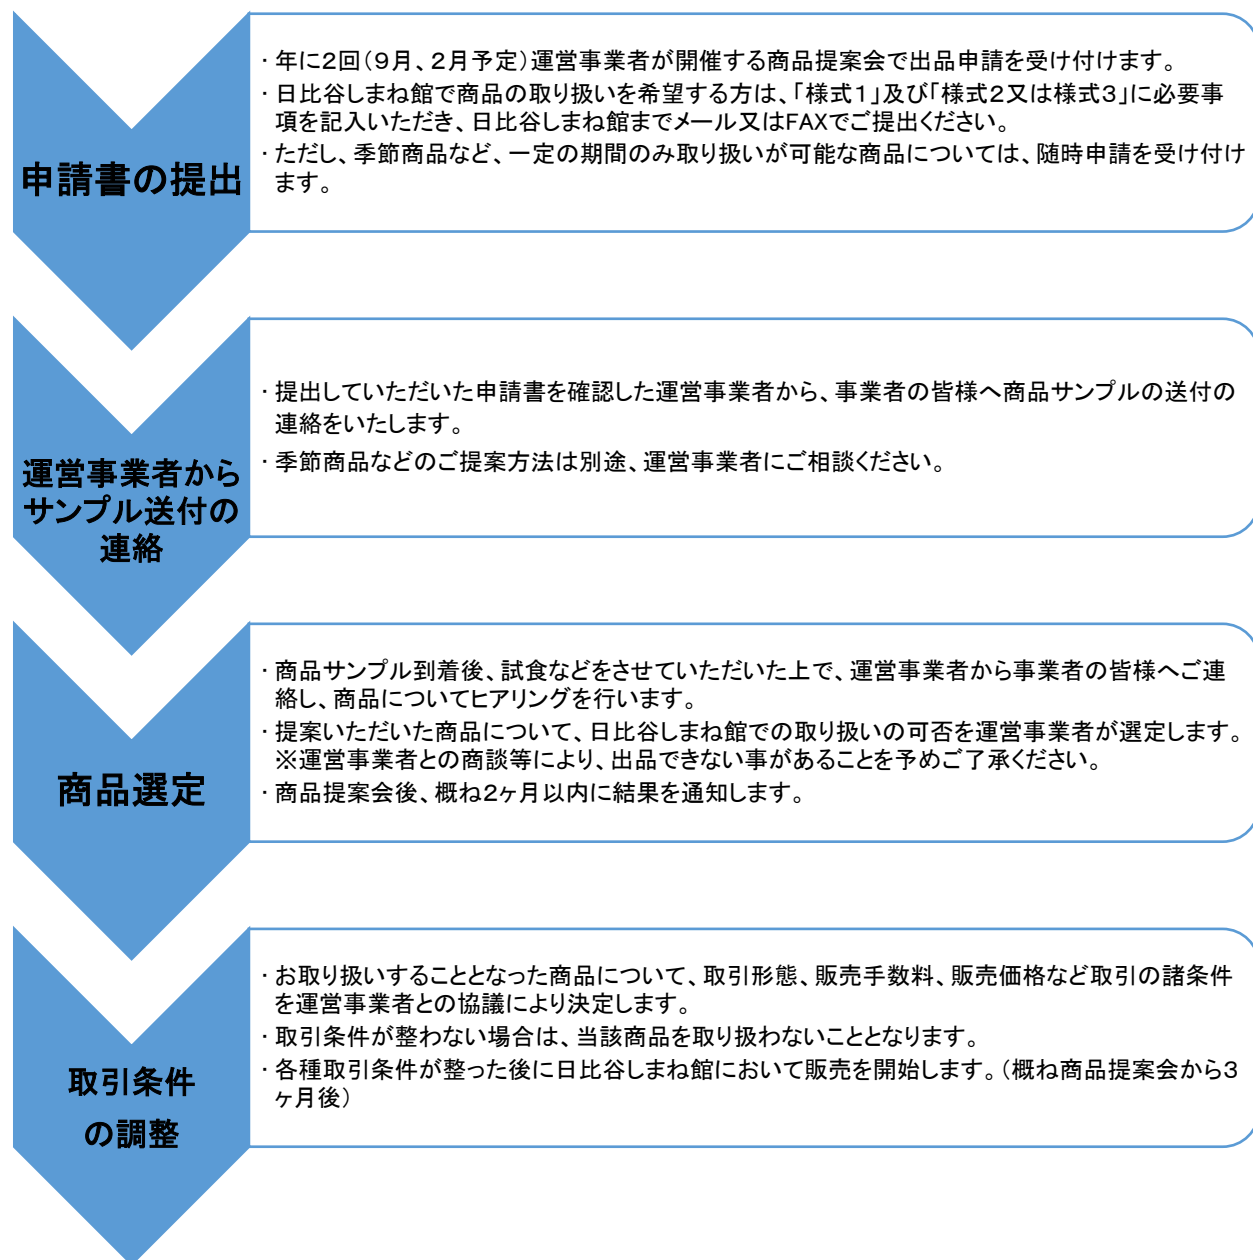 申請書の提出
・年に2回（9月、2月予定）運営事業者が開催する商品提案会で出品申請を受け付けます。
・日比谷しまね館で商品の取り扱いを希望する方は、「様式1」及び「様式2又は様式3」に必要事
項を記入いただき、日比谷しまね館までメール又はFAXでご提出ください。
・ただし、季節商品など、一定の期間のみ取り扱いが可能な商品については、随時申請を受け付け
ます。
運営事業者から
サンプル送付の
連絡
・提出していただいた申請書を確認した運営事業者から、事業者の皆様へ商品サンプルの送付の
連絡をいたします。
・季節商品などのご提案方法は別途、運営事業者にご相談ください。
商品選定
・商品サンプル到着後、試食などをさせていただいた上で、運営事業者から事業者の皆様へご連
絡し、商品についてヒアリングを行います。
・提案いただいた商品について、日比谷しまね館での取り扱いの可否を運営事業者が選定します。
※運営事業者との商談等により、出品できない事があることを予めご了承ください。
・商品提案会後、概ね2ヶ月以内に結果を通知します。
取引条件
の調整
・お取り扱いすることとなった商品について、取引形態、販売手数料、販売価格など取引の諸条件
を運営事業者との協議により決定します。
・取引条件が整わない場合は、当該商品を取り扱わないこととなります。
・各種取引条件が整った後に日比谷しまね館において販売を開始します。（概ね商品提案会から3
ヶ月後）